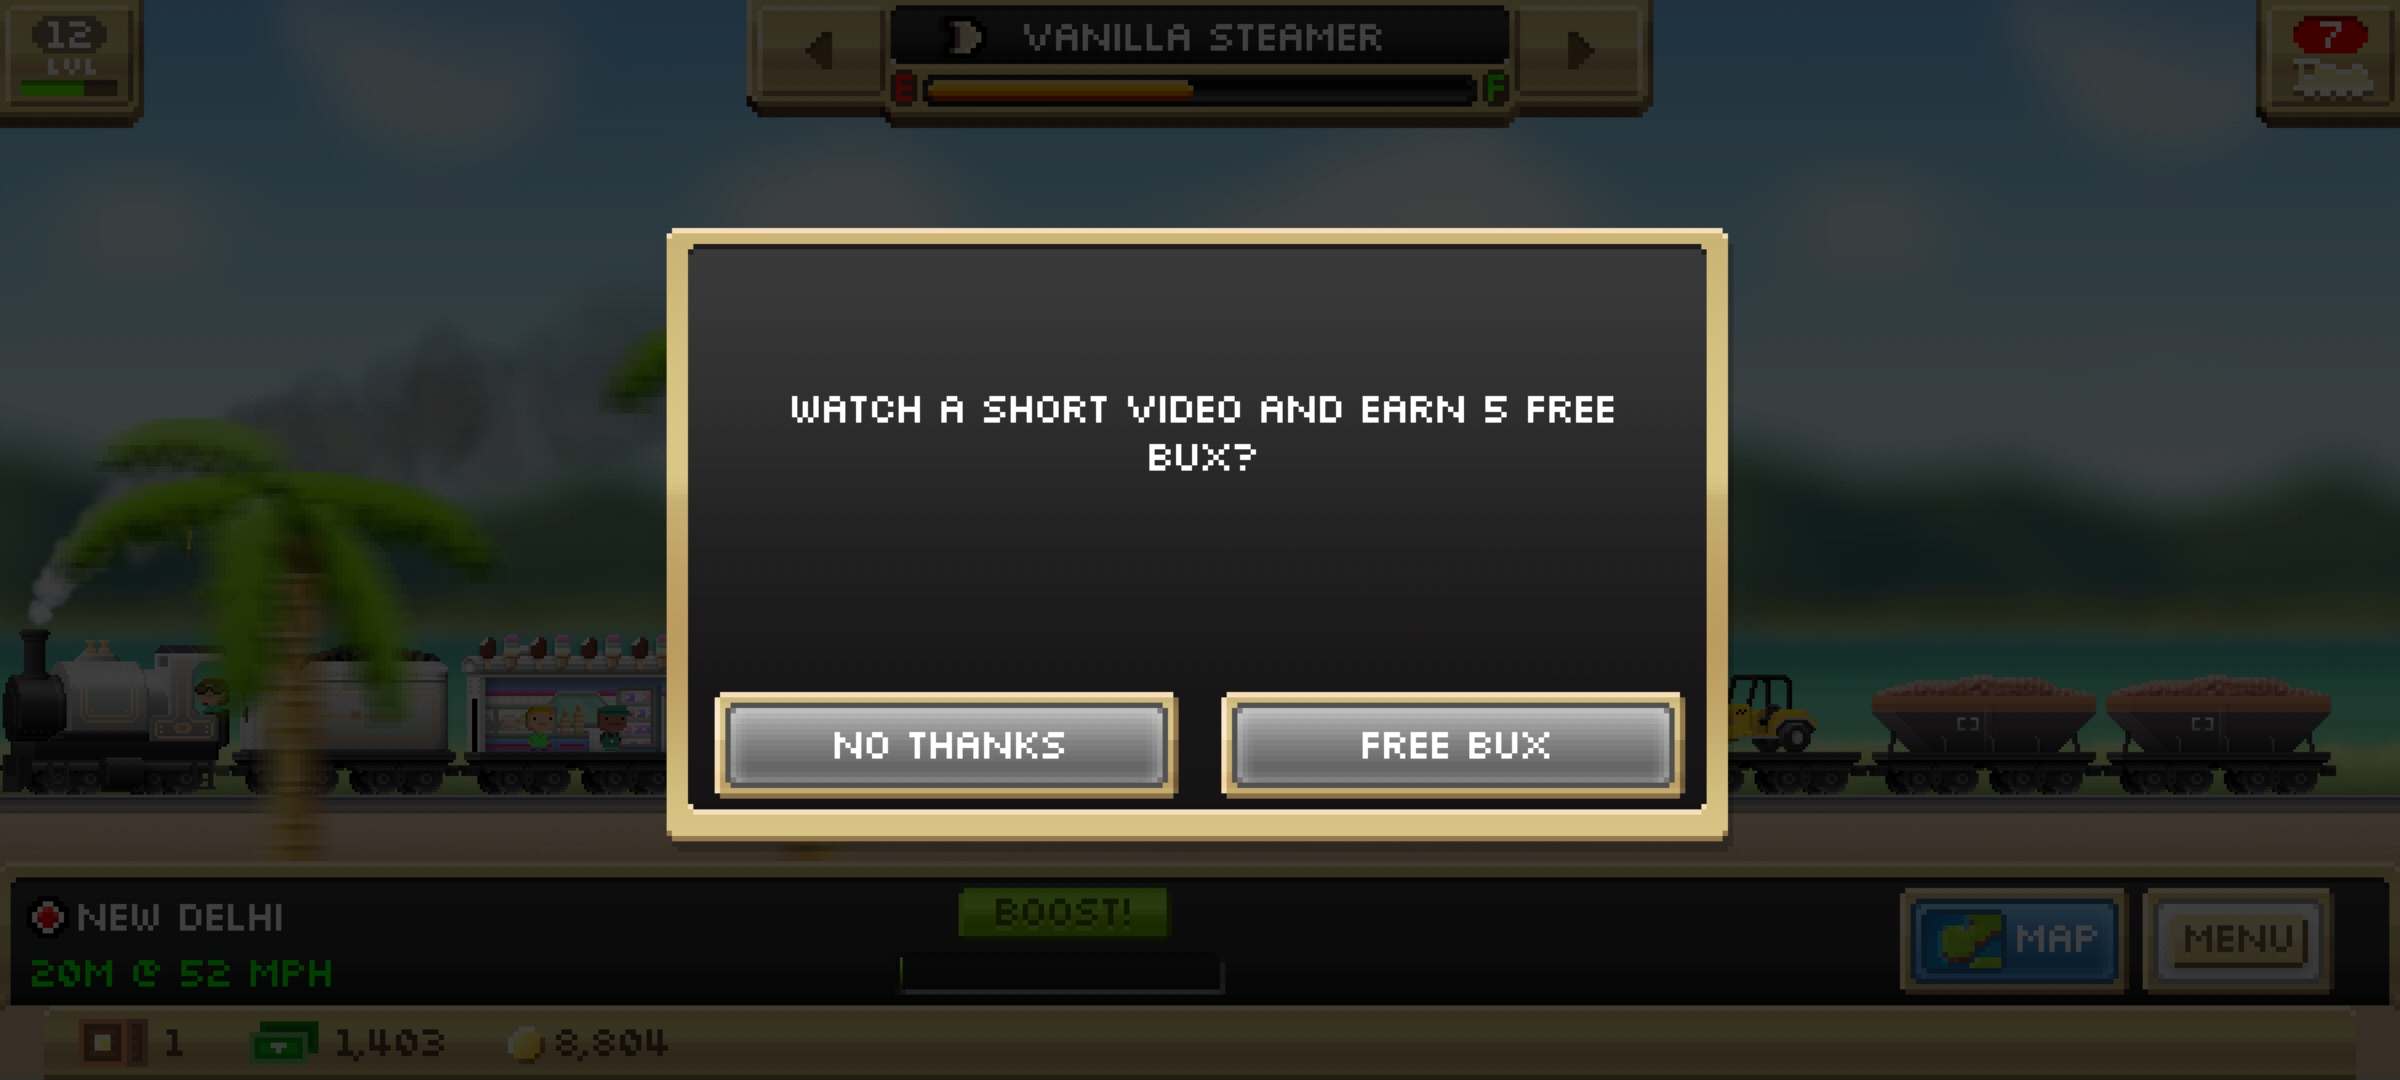 12
LVL
VANILLA STEAMER
E F
7
WATCH A SHORT VIDEO AND EARN 5 FREE
BUX?
NO THANKS
FREE BUX
NEW DELHI
20M @ 52 MPH
BOOST!
MAP
MENU
1
1,403
8,804